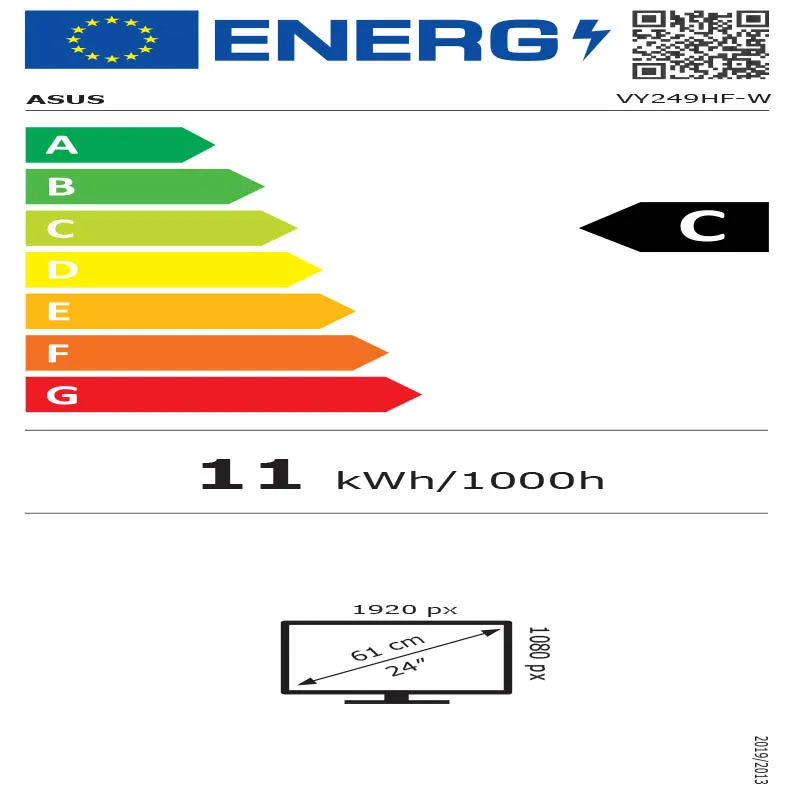 ENERG
ASUS
VY249HF-W
A
B
C
C
D
E
F
G
11 kWh/1000h
1920 px
61 cm
24"
1080 px
2019/2013